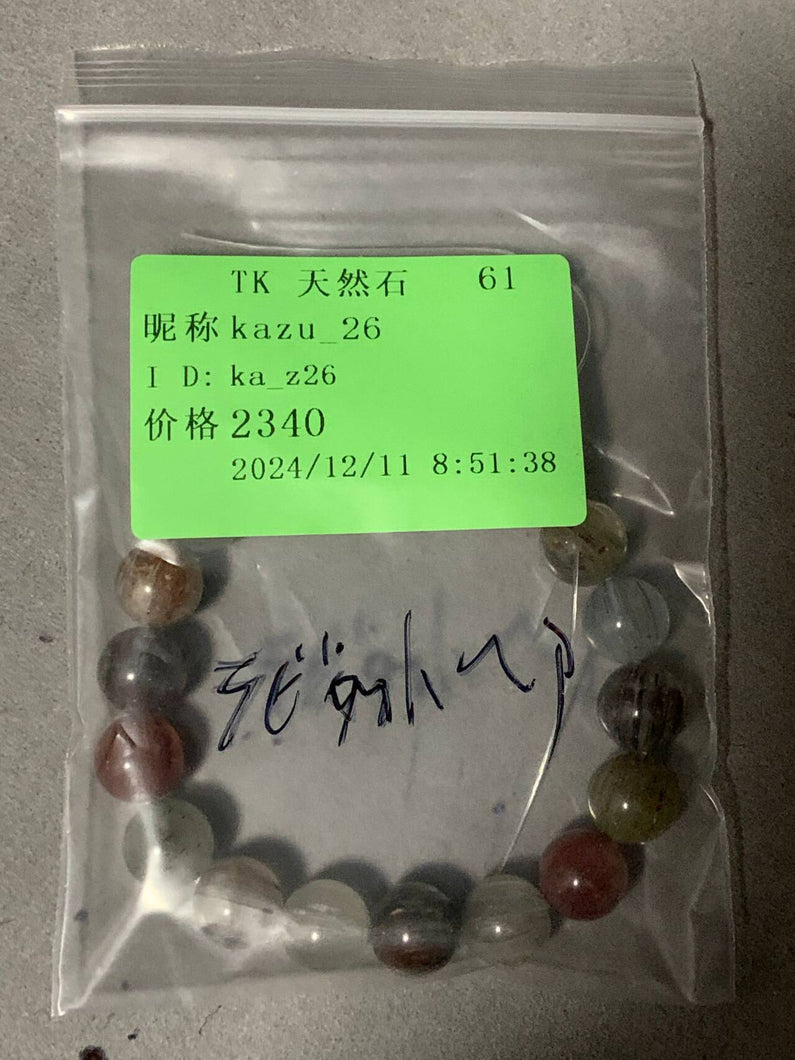 TK 天然石 61
昵称 kazu_26
I D: ka_z26
价格 2340
2024/12/11 8:51:38